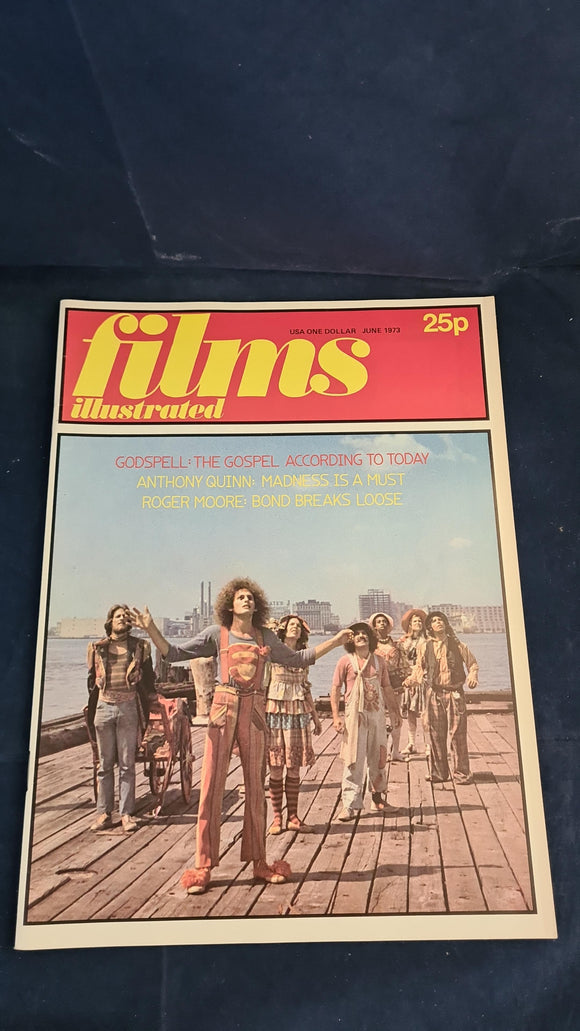 films
illustrated
USA ONE DOLLAR JUNE 1973
25p
GODSPELL: THE GOSPEL ACCORDING TO TODAY
ANTHONY QUINN: MADNESS IS A MUST
ROGER MOORE: BOND BREAKS LOOSE